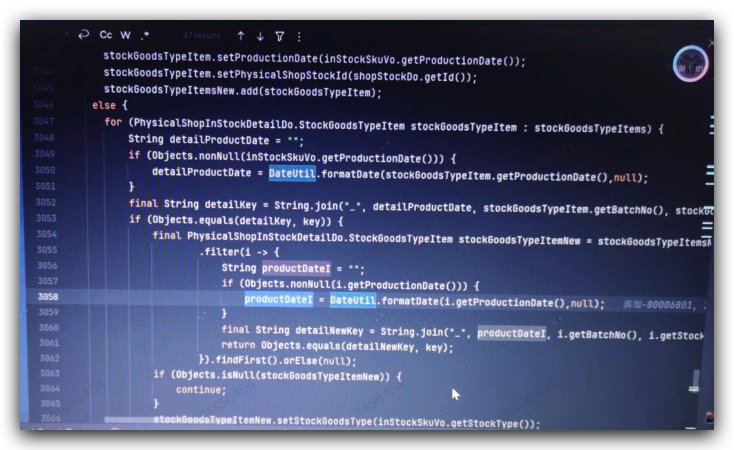 Cc W .* 47 results
3043 stockGoodsTypeItem.setProductionDate(inStockSkuVo.getProductionDate());
3044 stockGoodsTypeItem.setPhysicalShopStockId(shopStockDo.getId());
3045 stockGoodsTypeItemsNew.add(stockGoodsTypeItem);
3046 else {
3047 for (PhysicalShopInStockDetailDo.StockGoodsTypeItem stockGoodsTypeItem : stockGoodsTypeItems) {
3048 String detailProductDate = "";
3049 if (Objects.nonNull(inStockSkuVo.getProductionDate())) {
3050 detailProductDate = DateUtil.formatDate(stockGoodsTypeItem.getProductionDate(),null);
3051 }
3052 final String detailKey = String.join("_", detailProductDate, stockGoodsTypeItem.getBatchNo(), stockGo
3053 if (Objects.equals(detailKey, key)) {
3054 final PhysicalShopInStockDetailDo.StockGoodsTypeItem stockGoodsTypeItemNew = stockGoodsTypeItemsN
3055 .filter(i -> {
3056 String productDateI = "";
3057 if (Objects.nonNull(i.getProductionDate())) {
3058 productDateI = DateUtil.formatDate(i.getProductionDate(),null); -80006801,
3059 }
3060 final String detailNewKey = String.join("_", productDateI, i.getBatchNo(), i.getStock
3061 return Objects.equals(detailNewKey, key);
3062 }).findFirst().orElse(null);
3063 if (Objects.isNull(stockGoodsTypeItemNew)) {
3064 continue;
3065 }
3066 stockGoodsTypeItemNew.setStockGoodsType(inStockSkuVo.getStockType());